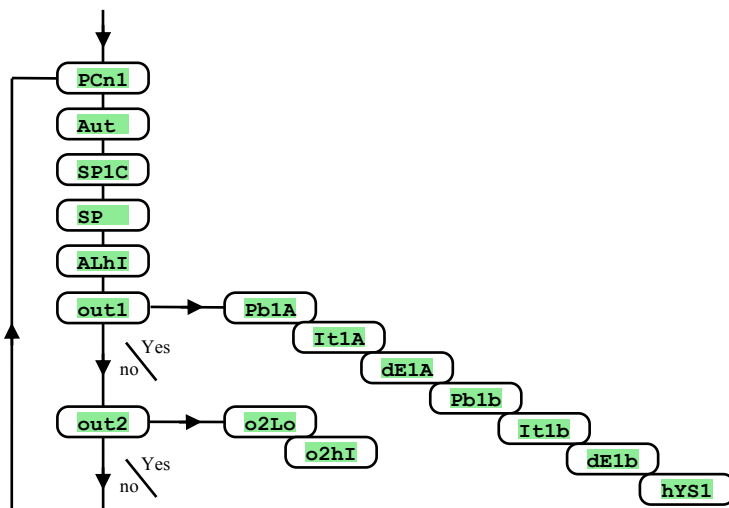 PCn1
Aut
SP1C
SP
ALhI
out1
Pb1A
It1A
Yes
no
dE1A
Pb1b
out2
o2Lo
It1b
o2hI
dE1b
Yes
no
hYS1